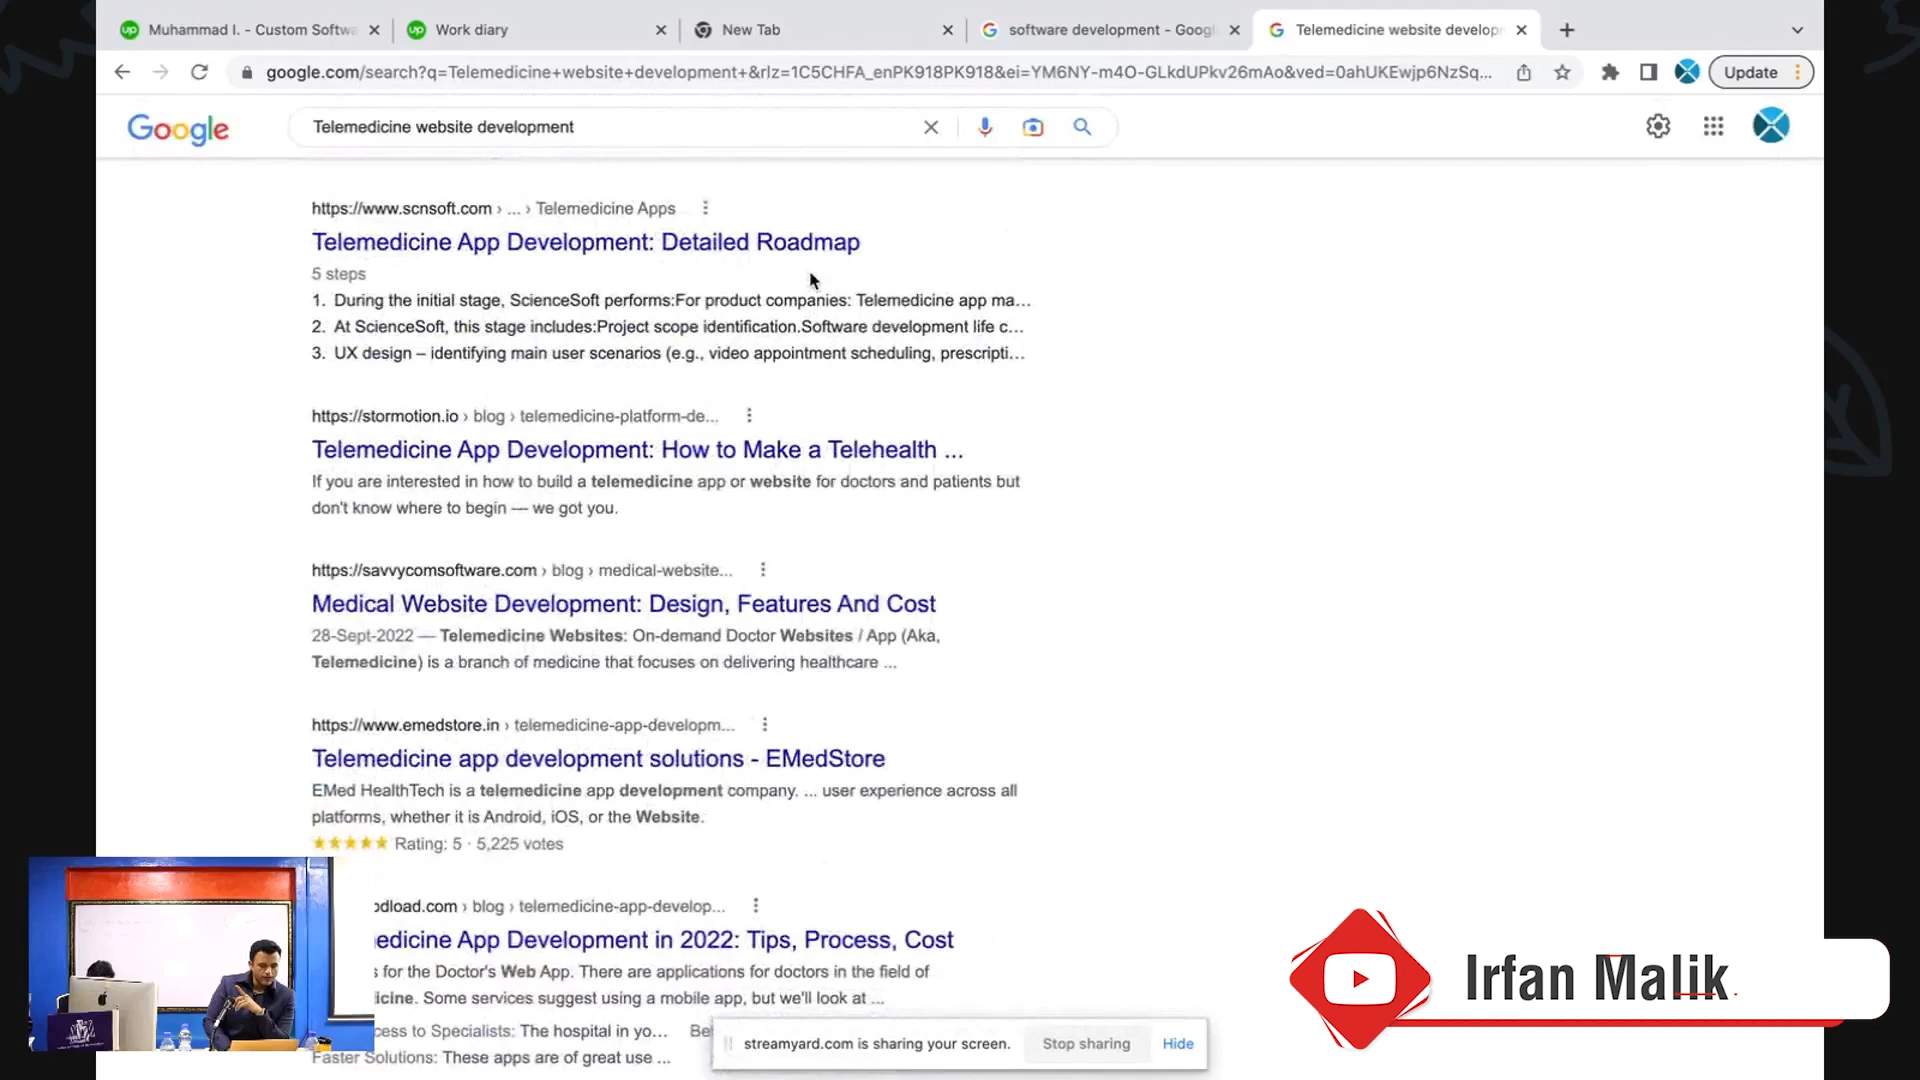 Muhammad I. - Custom Softwa
Work diary
New Tab
software development - Googl
Telemedicine website develop
google.com/search?q=Telemedicine+website+development+&rlz=1C5CHFA_enPK918PK918&ei=YM6NY-m4O-GLkdUPkv26mAo&ved=0ahUKEwjp6NzSq...
Update
Google
Telemedicine website development
https://www.scnsoft.com › ... › Telemedicine Apps
Telemedicine App Development: Detailed Roadmap
5 steps
1. During the initial stage, ScienceSoft performs:For product companies: Telemedicine app ma...
2. At ScienceSoft, this stage includes:Project scope identification.Software development life c...
3. UX design – identifying main user scenarios (e.g., video appointment scheduling, prescripti...
https://stormotion.io › blog › telemedicine-platform-de...
Telemedicine App Development: How to Make a Telehealth ...
If you are interested in how to build a telemedicine app or website for doctors and patients but
don't know where to begin — we got you.
https://savvycomsoftware.com › blog › medical-website...
Medical Website Development: Design, Features And Cost
28-Sept-2022 — Telemedicine Websites: On-demand Doctor Websites / App (Aka,
Telemedicine) is a branch of medicine that focuses on delivering healthcare ...
https://www.emedstore.in › telemedicine-app-developm...
Telemedicine app development solutions - EMedStore
EMed HealthTech is a telemedicine app development company. ... user experience across all
platforms, whether it is Android, iOS, or the Website.
Rating: 5 · 5,225 votes
odload.com › blog › telemedicine-app-develop...
edicine App Development in 2022: Tips, Process, Cost
s for the Doctor's Web App. There are applications for doctors in the field of
icine. Some services suggest using a mobile app, but we'll look at ...
cess to Specialists: The hospital in yo... Be
Faster Solutions: These apps are of great use ...
streamyard.com is sharing your screen.
Stop sharing
Hide
Irfan Malik